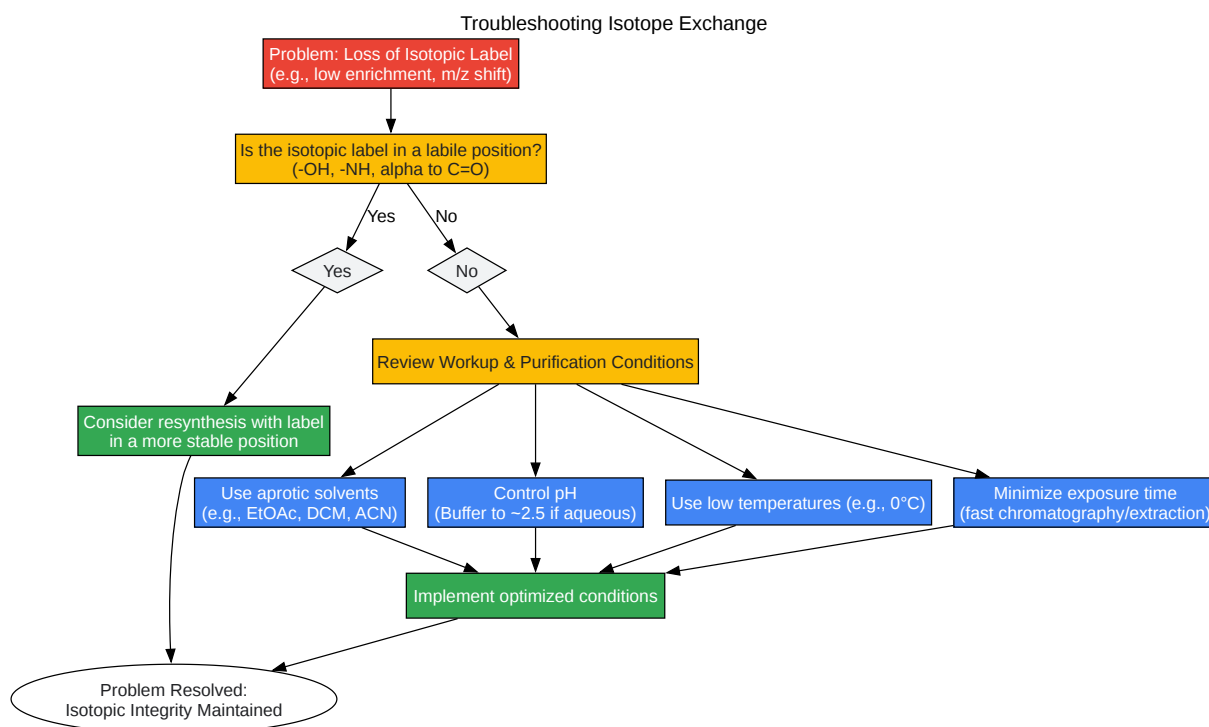 Troubleshooting Isotope Exchange
Problem: Loss of Isotopic Label
(e.g., low enrichment, m/z shift)
Is the isotopic label in a labile position?
(-OH, -NH, alpha to C=O)
Yes
No
Yes
No
Review Workup & Purification Conditions
Consider resynthesis with label
in a more stable position
Use aprotic solvents
(e.g., EtOAc, DCM, ACN)
Control pH
(Buffer to ~2.5 if aqueous)
Use low temperatures (e.g., 0°C)
Minimize exposure time
(fast chromatography/extraction)
Implement optimized conditions
Problem Resolved:
Isotopic Integrity Maintained